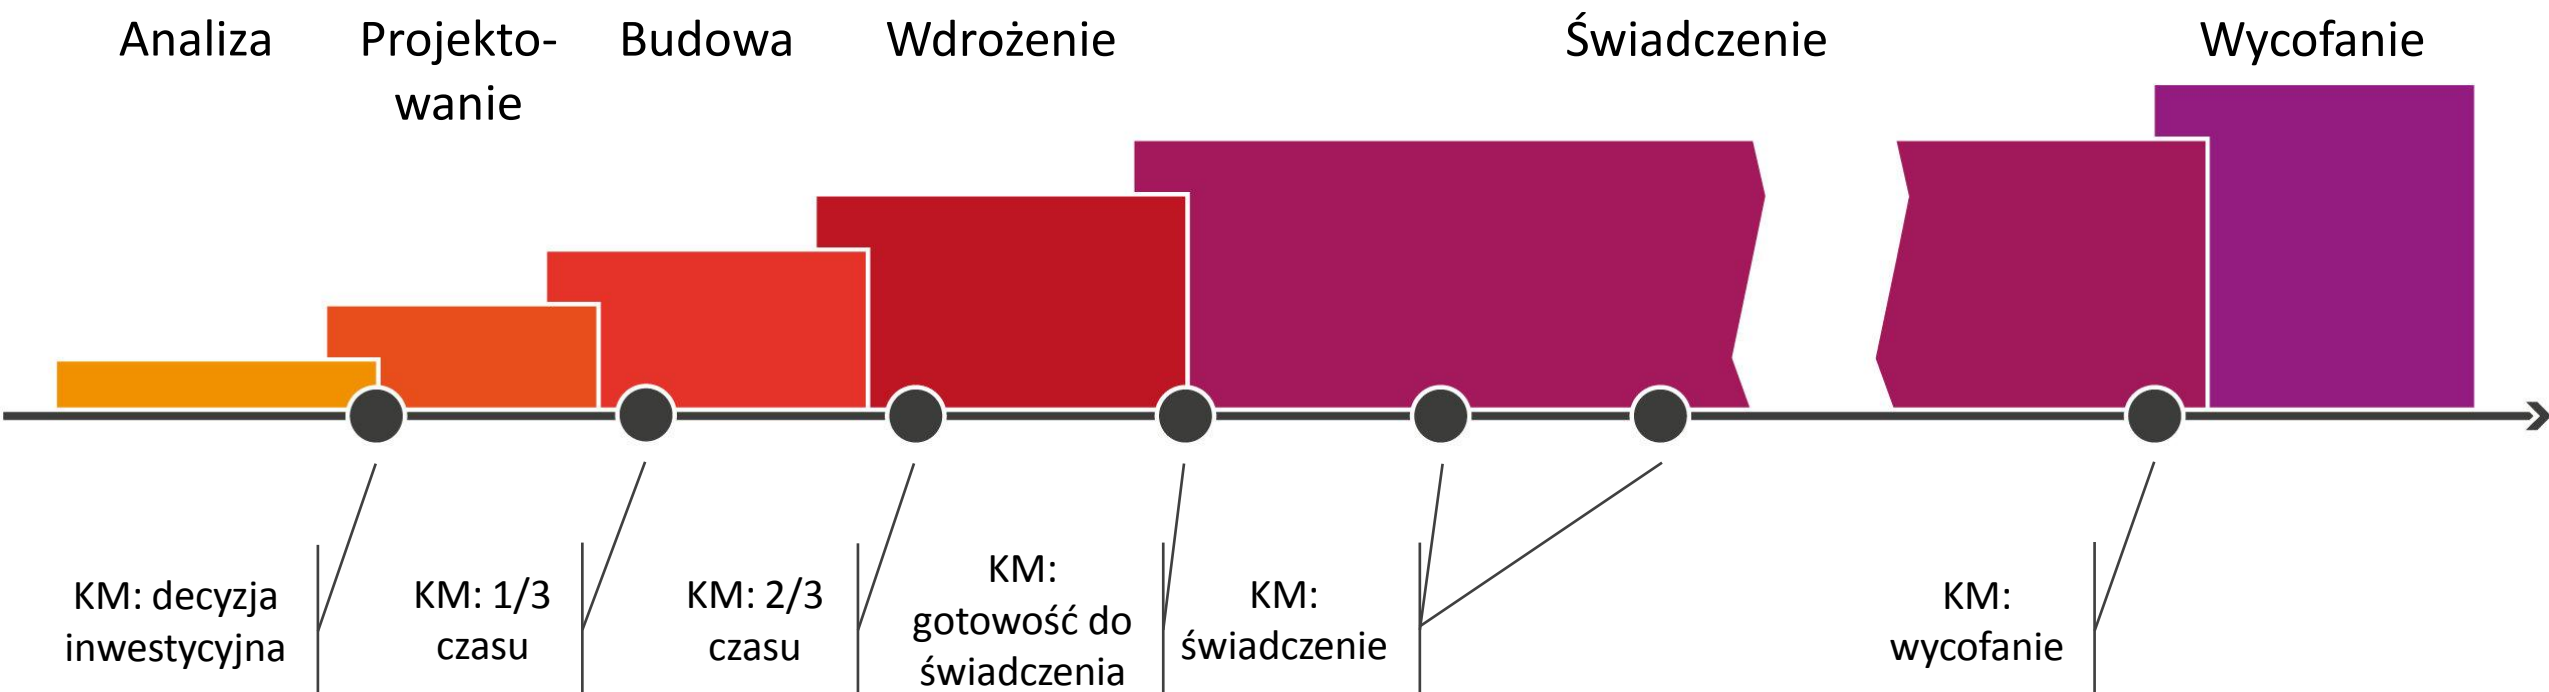 Analiza
Projekto-
wanie
Budowa
Wdrożenie
Świadczenie
Wycofanie
KM: decyzja
inwestycyjna
KM: 1/3
czasu
KM: 2/3
czasu
KM:
gotowość do
świadczenia
KM:
świadczenie
KM:
wycofanie